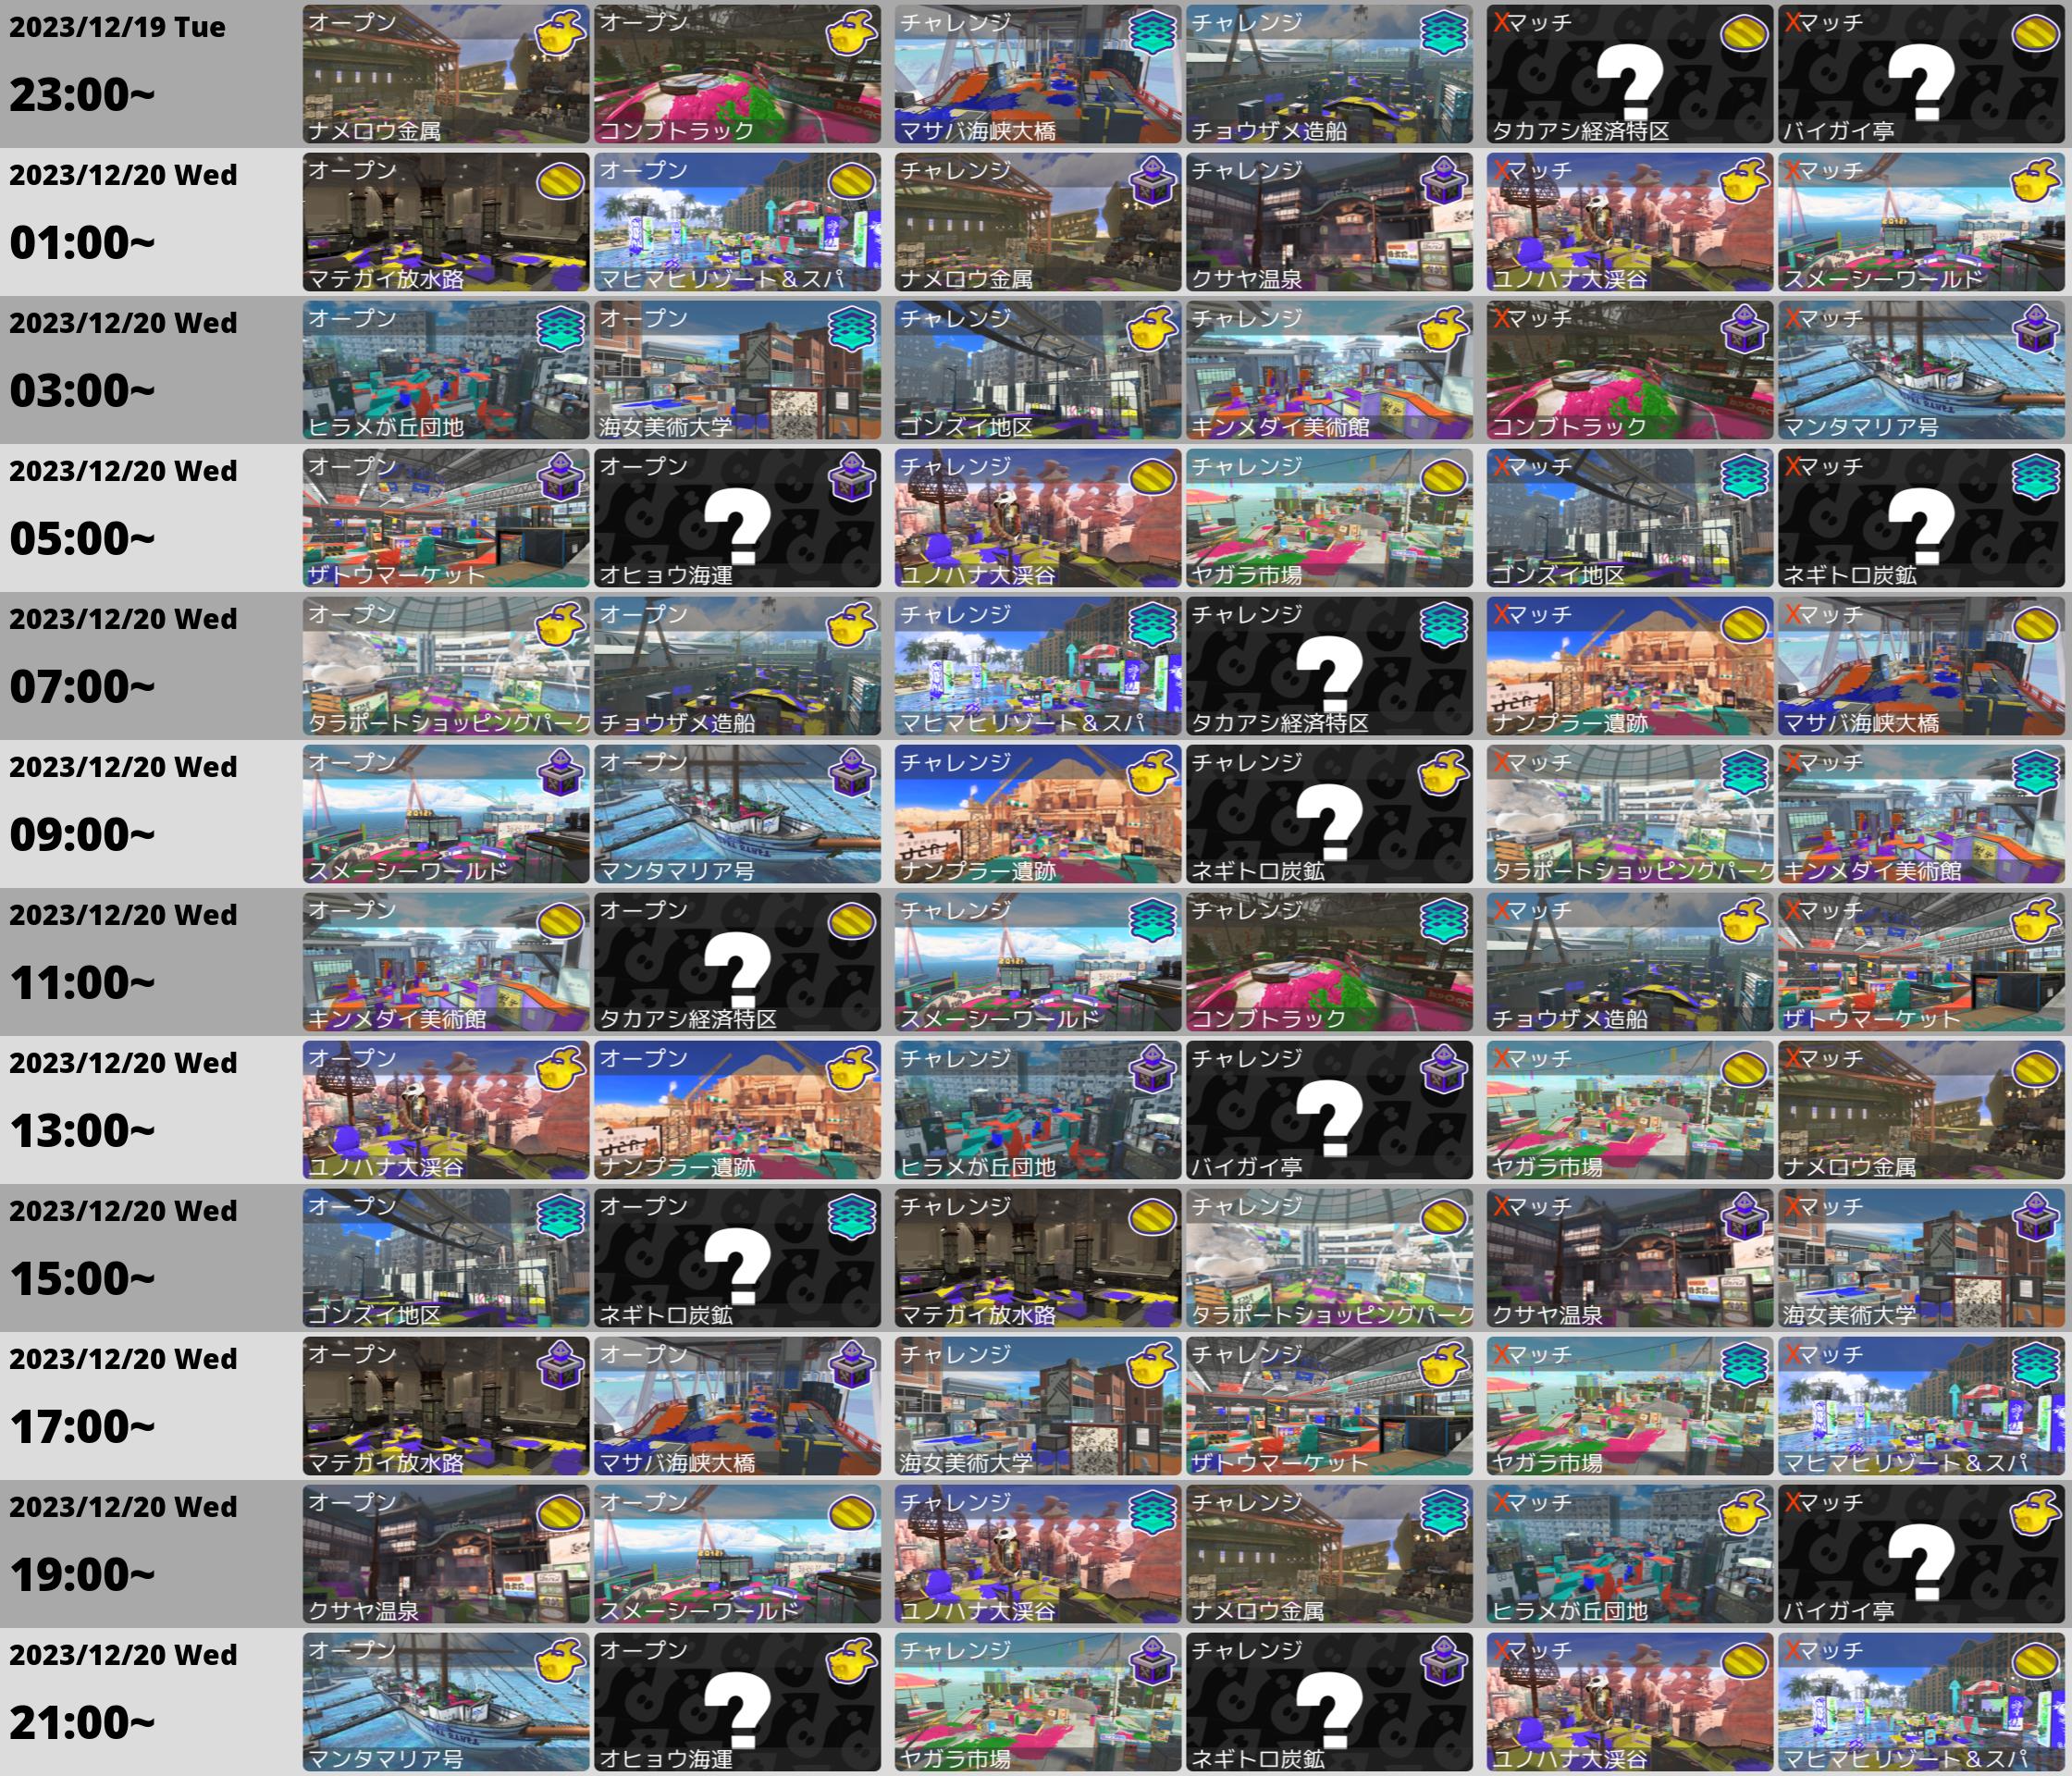 2023/12/19 Tue
23:00~
オープン オープン チャレンジ チャレンジ Xマッチ Xマッチ
ナメロウ金属 コンブトラック マサバ海峡大橋 チョウザメ造船 タカアシ経済特区 バイガイ亭
2023/12/20 Wed
01:00~
オープン オープン チャレンジ チャレンジ Xマッチ Xマッチ
マテガイ放水路 マヒマヒリゾート＆スパ ナメロウ金属 クサヤ温泉 ユノハナ大渓谷 スメーシーワールド
2023/12/20 Wed
03:00~
オープン オープン チャレンジ チャレンジ Xマッチ Xマッチ
ヒラメが丘団地 海女美術大学 ゴンズイ地区 キンメダイ美術館 コンブトラック マンタマリア号
2023/12/20 Wed
05:00~
オープン オープン チャレンジ チャレンジ Xマッチ Xマッチ
ザトウマーケット オヒョウ海運 ユノハナ大渓谷 ヤガラ市場 ゴンズイ地区 ネギトロ炭鉱
2023/12/20 Wed
07:00~
オープン オープン チャレンジ チャレンジ Xマッチ Xマッチ
タラポートショッピングパーク チョウザメ造船 マヒマヒリゾート＆スパ タカアシ経済特区 ナンプラー遺跡 マサバ海峡大橋
2023/12/20 Wed
09:00~
オープン オープン チャレンジ チャレンジ Xマッチ Xマッチ
スメーシーワールド マンタマリア号 ナンプラー遺跡 ネギトロ炭鉱 タラポートショッピングパーク キンメダイ美術館
2023/12/20 Wed
11:00~
オープン オープン チャレンジ チャレンジ Xマッチ Xマッチ
キンメダイ美術館 タカアシ経済特区 スメーシーワールド コンブトラック チョウザメ造船 ザトウマーケット
2023/12/20 Wed
13:00~
オープン オープン チャレンジ チャレンジ Xマッチ Xマッチ
ユノハナ大渓谷 ナンプラー遺跡 ヒラメが丘団地 バイガイ亭 ヤガラ市場 ナメロウ金属
2023/12/20 Wed
15:00~
オープン オープン チャレンジ チャレンジ Xマッチ Xマッチ
ゴンズイ地区 ネギトロ炭鉱 マテガイ放水路 タラポートショッピングパーク クサヤ温泉 海女美術大学
2023/12/20 Wed
17:00~
オープン オープン チャレンジ チャレンジ Xマッチ Xマッチ
マテガイ放水路 マサバ海峡大橋 海女美術大学 ザトウマーケット ヤガラ市場 マヒマヒリゾート＆スパ
2023/12/20 Wed
19:00~
オープン オープン チャレンジ チャレンジ Xマッチ Xマッチ
クサヤ温泉 スメーシーワールド ユノハナ大渓谷 ナメロウ金属 ヒラメが丘団地 バイガイ亭
2023/12/20 Wed
21:00~
オープン オープン チャレンジ チャレンジ Xマッチ Xマッチ
マンタマリア号 オヒョウ海運 ヤガラ市場 ネギトロ炭鉱 ユノハナ大渓谷 マヒマヒリゾート＆スパ